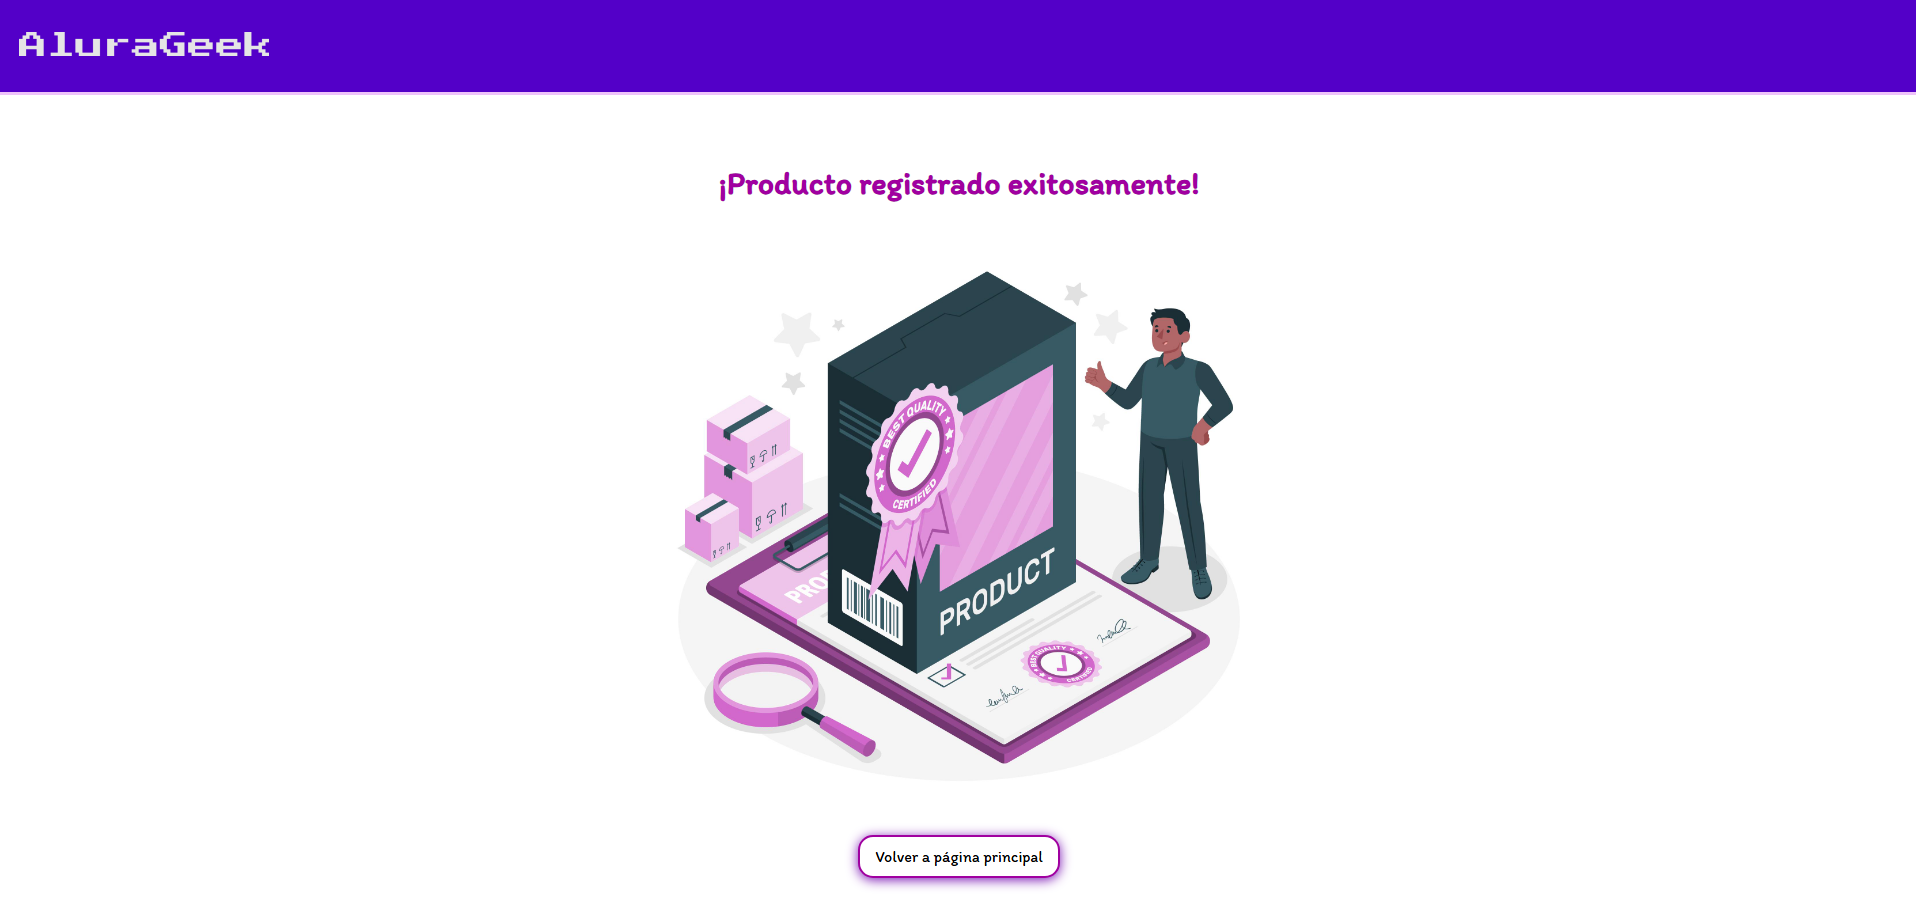 AluraGeek
¡Producto registrado exitosamente!
BEST QUALITY
CERTIFIED
PRODUCT
PRO
BEST QUALITY
CERTIFIED
Volver a página principal